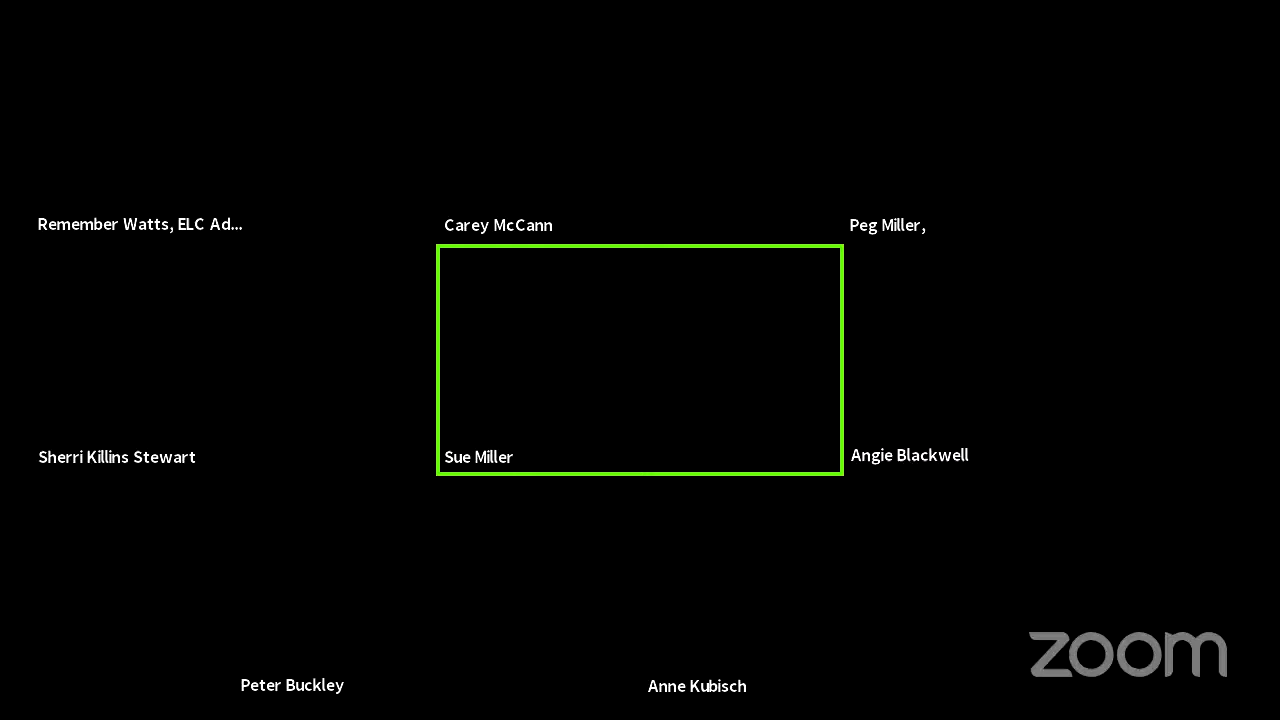 Remember Watts, ELC Ad...
Carey McCann
Peg Miller,
Sherri Killins Stewart
Sue Miller
Angie Blackwell
Peter Buckley
Anne Kubisch
zoom